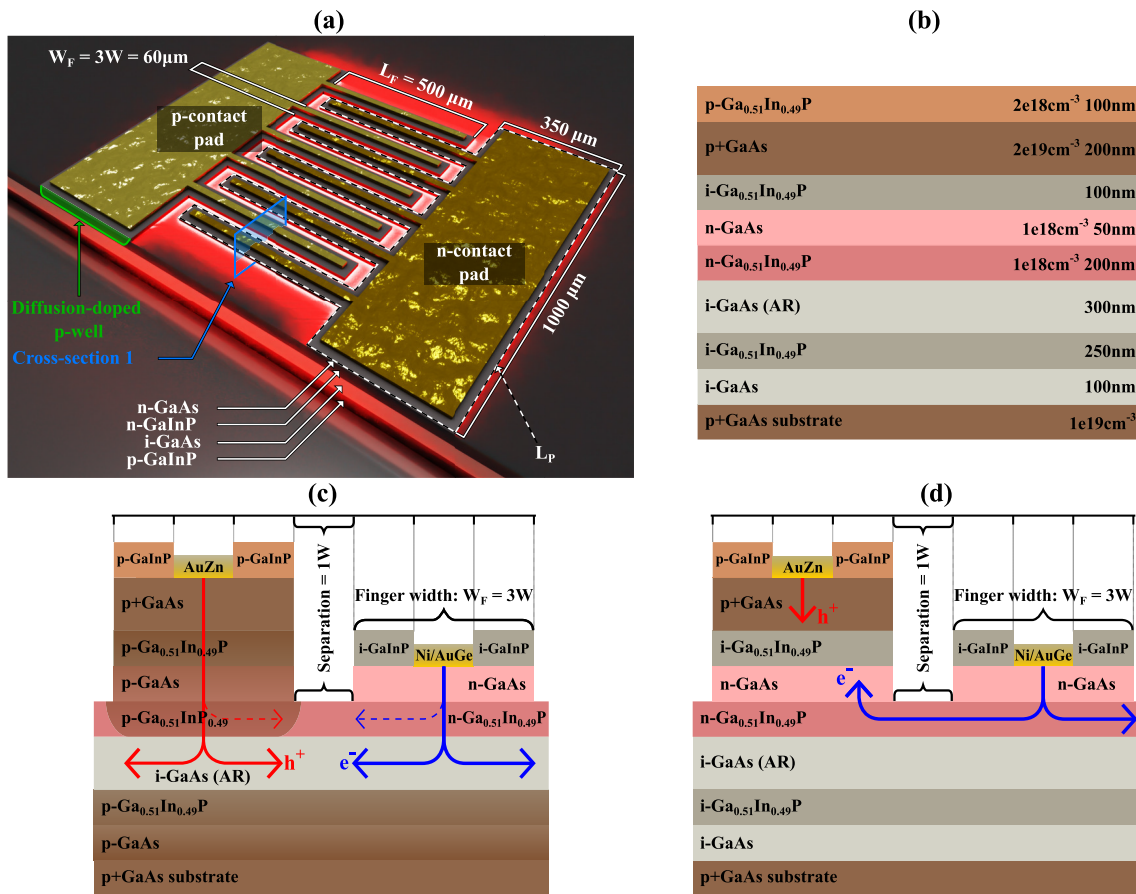 (a)
W_F = 3W = 60μm
L_F = 500 μm
350 μm
p-contact
pad
n-contact
pad
1000 μm
Diffusion-doped
p-well
Cross-section 1
n-GaAs
n-GaInP
i-GaAs
p-GaInP
L_P
(b)
p-Ga0.51In0.49P 2e18cm⁻³ 100nm
p+GaAs 2e19cm⁻³ 200nm
i-Ga0.51In0.49P 100nm
n-GaAs 1e18cm⁻³ 50nm
n-Ga0.51In0.49P 1e18cm⁻³ 200nm
i-GaAs (AR) 300nm
i-Ga0.51In0.49P 250nm
i-GaAs 100nm
p+GaAs substrate 1e19cm⁻³
(c)
p-GaInP
AuZn
p-GaInP
p+GaAs
p-Ga0.51In0.49P
p-GaAs
p-Ga0.51InP0.49
Separation = 1W
Finger width: W_F = 3W
i-GaInP
Ni/AuGe
i-GaInP
n-GaAs
n-Ga0.51In0.49P
h⁺
e⁻
i-GaAs (AR)
p-Ga0.51In0.49P
p-GaAs
p+GaAs substrate
(d)
p-GaInP
AuZn
p-GaInP
p+GaAs
h⁺
i-Ga0.51In0.49P
n-GaAs
e⁻
Separation = 1W
Finger width: W_F = 3W
i-GaInP
Ni/AuGe
i-GaInP
n-GaAs
n-Ga0.51In0.49P
i-GaAs (AR)
i-Ga0.51In0.49P
i-GaAs
p+GaAs substrate